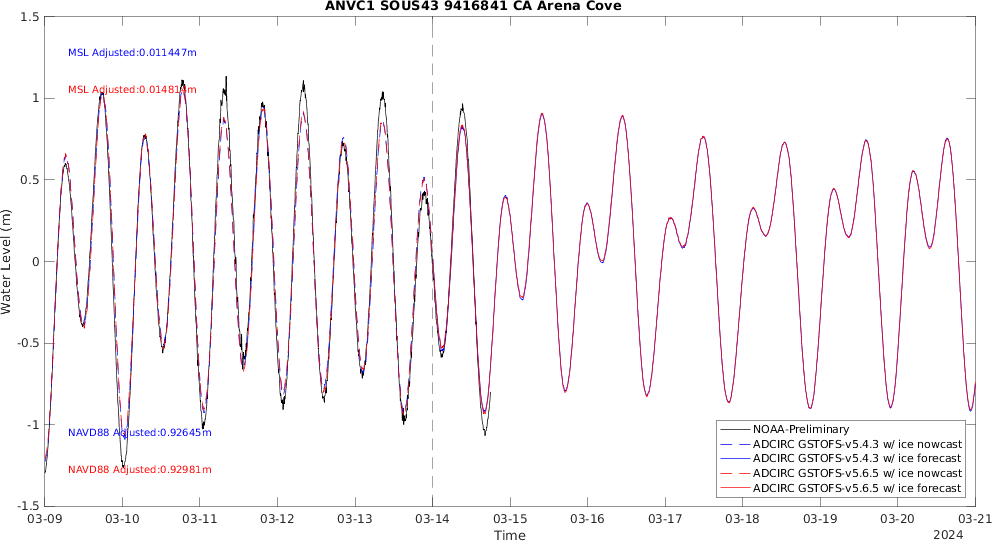 ANVC1 SOUS43 9416841 CA Arena Cove
1.5
1
0.5
0
-0.5
-1
-1.5
Water Level (m)
MSL Adjusted:0.011447m
MSL Adjusted:0.014814m
NAVD88 Adjusted:0.92645m
NAVD88 Adjusted:0.92981m
NOAA-Preliminary
ADCIRC GSTOFS-v5.4.3 w/ ice nowcast
ADCIRC GSTOFS-v5.4.3 w/ ice forecast
ADCIRC GSTOFS-v5.6.5 w/ ice nowcast
ADCIRC GSTOFS-v5.6.5 w/ ice forecast
03-09 03-10 03-11 03-12 03-13 03-14 03-15 03-16 03-17 03-18 03-19 03-20 03-21
Time
2024